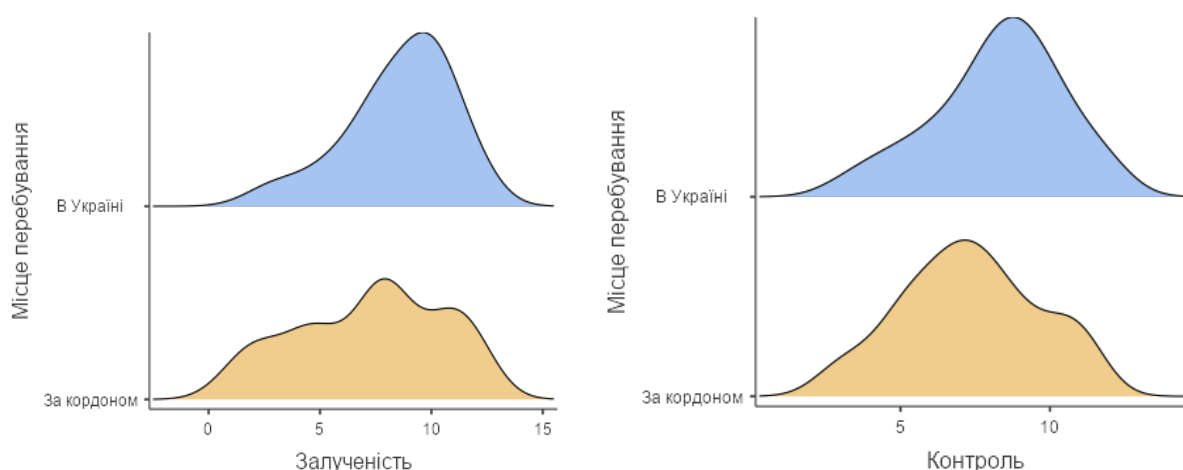 Місце перебування
В Україні
За кордоном
0 5 10 15
Залученість
Місце перебування
В Україні
За кордоном
5 10
Контроль